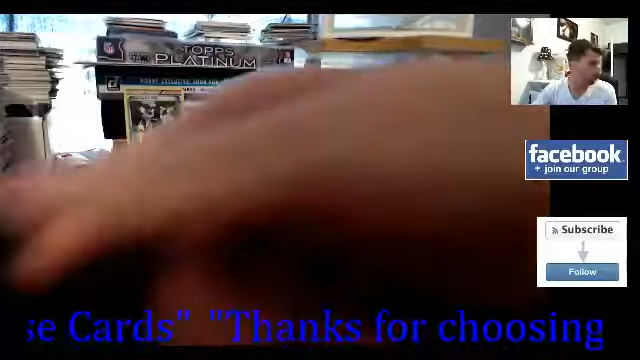 TOPPS
PLATINUM
facebook
+ join our group
Subscribe
Follow
se Cards" "Thanks for choosing